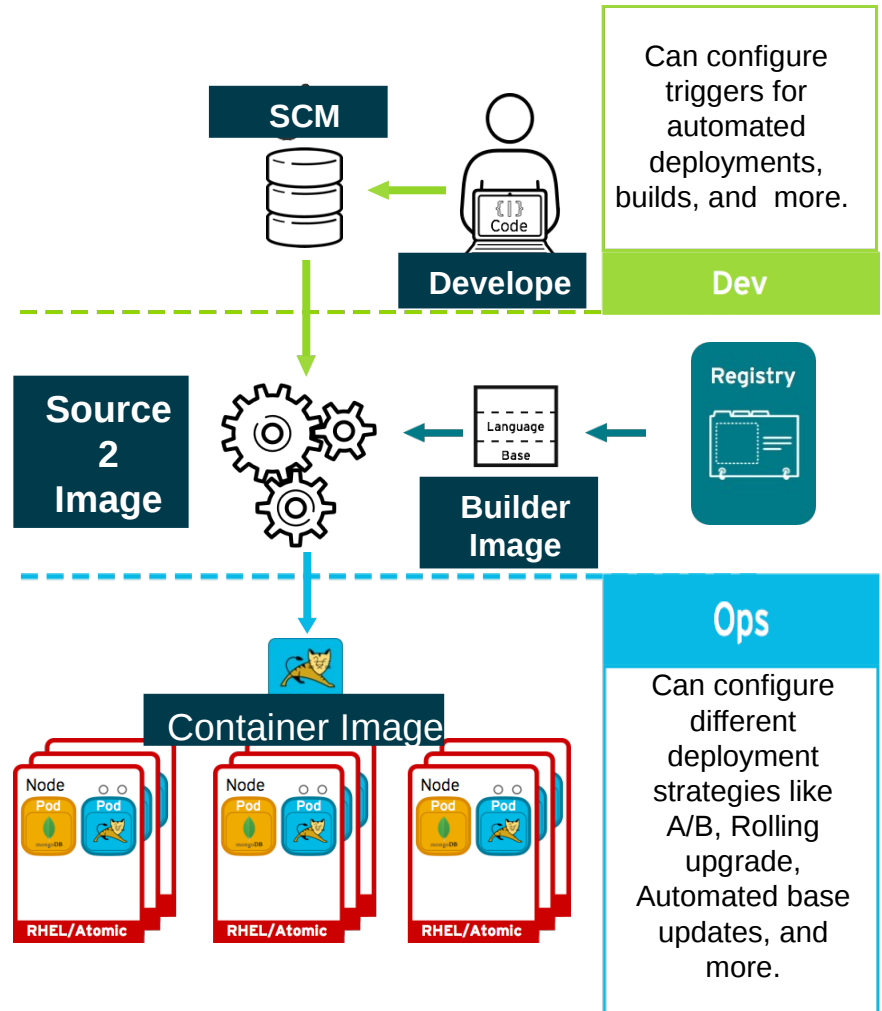 SCM
{|}
Code
Develope
Can configure
triggers for
automated
deployments,
builds, and  more.
Dev
Source
2
Image
Language
Base
Builder
Image
Registry
Ops
Can configure
different
deployment
strategies like
A/B, Rolling
upgrade,
Automated base
updates, and
more.
Container Image
Node
Pod
Pod
mongoDB
RHEL/Atomic
Node
Pod
Pod
mongoDB
RHEL/Atomic
Node
Pod
Pod
mongoDB
RHEL/Atomic